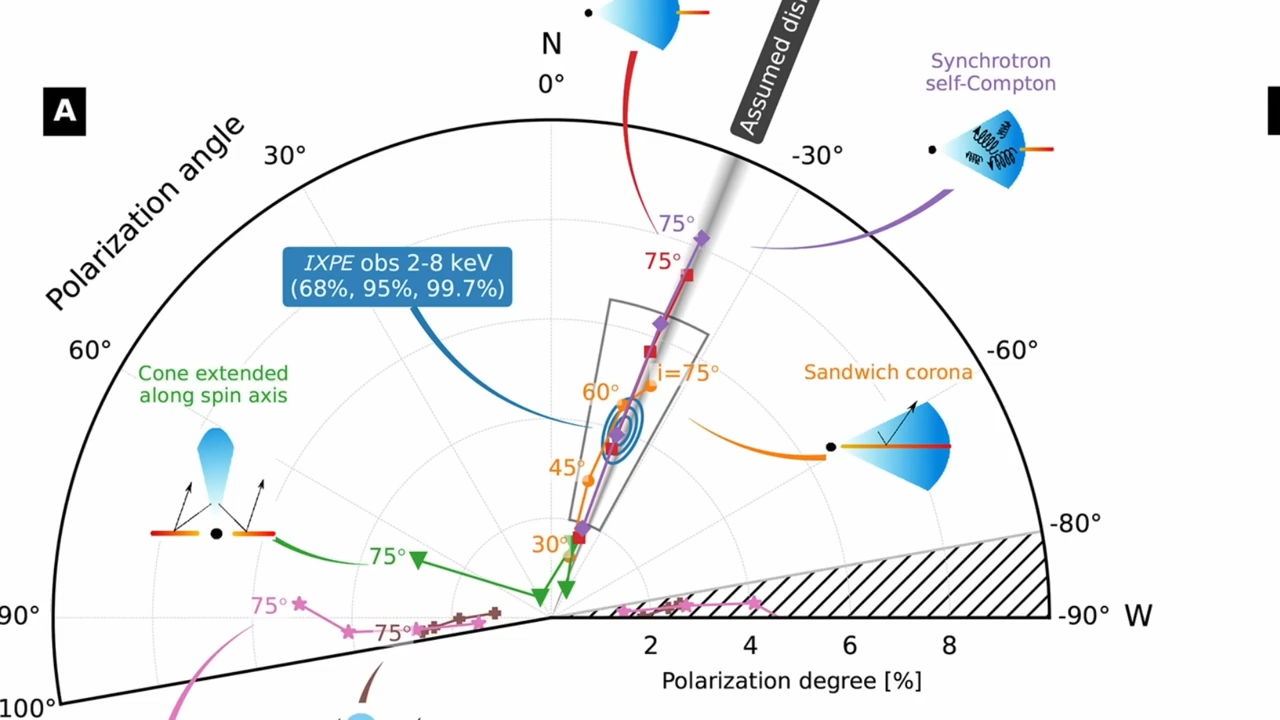 A
N
0°
Assumed dis
Synchrotron
self-Compton
Polarization angle
30°
-30°
75°
75°
IXPE obs 2-8 keV
(68%, 95%, 99.7%)
60°
-60°
Cone extended
along spin axis
i=75°
Sandwich corona
60°
45°
-80°
30°
75°
75°
90°
75°
-90° W
2 4 6 8
Polarization degree [%]
100°